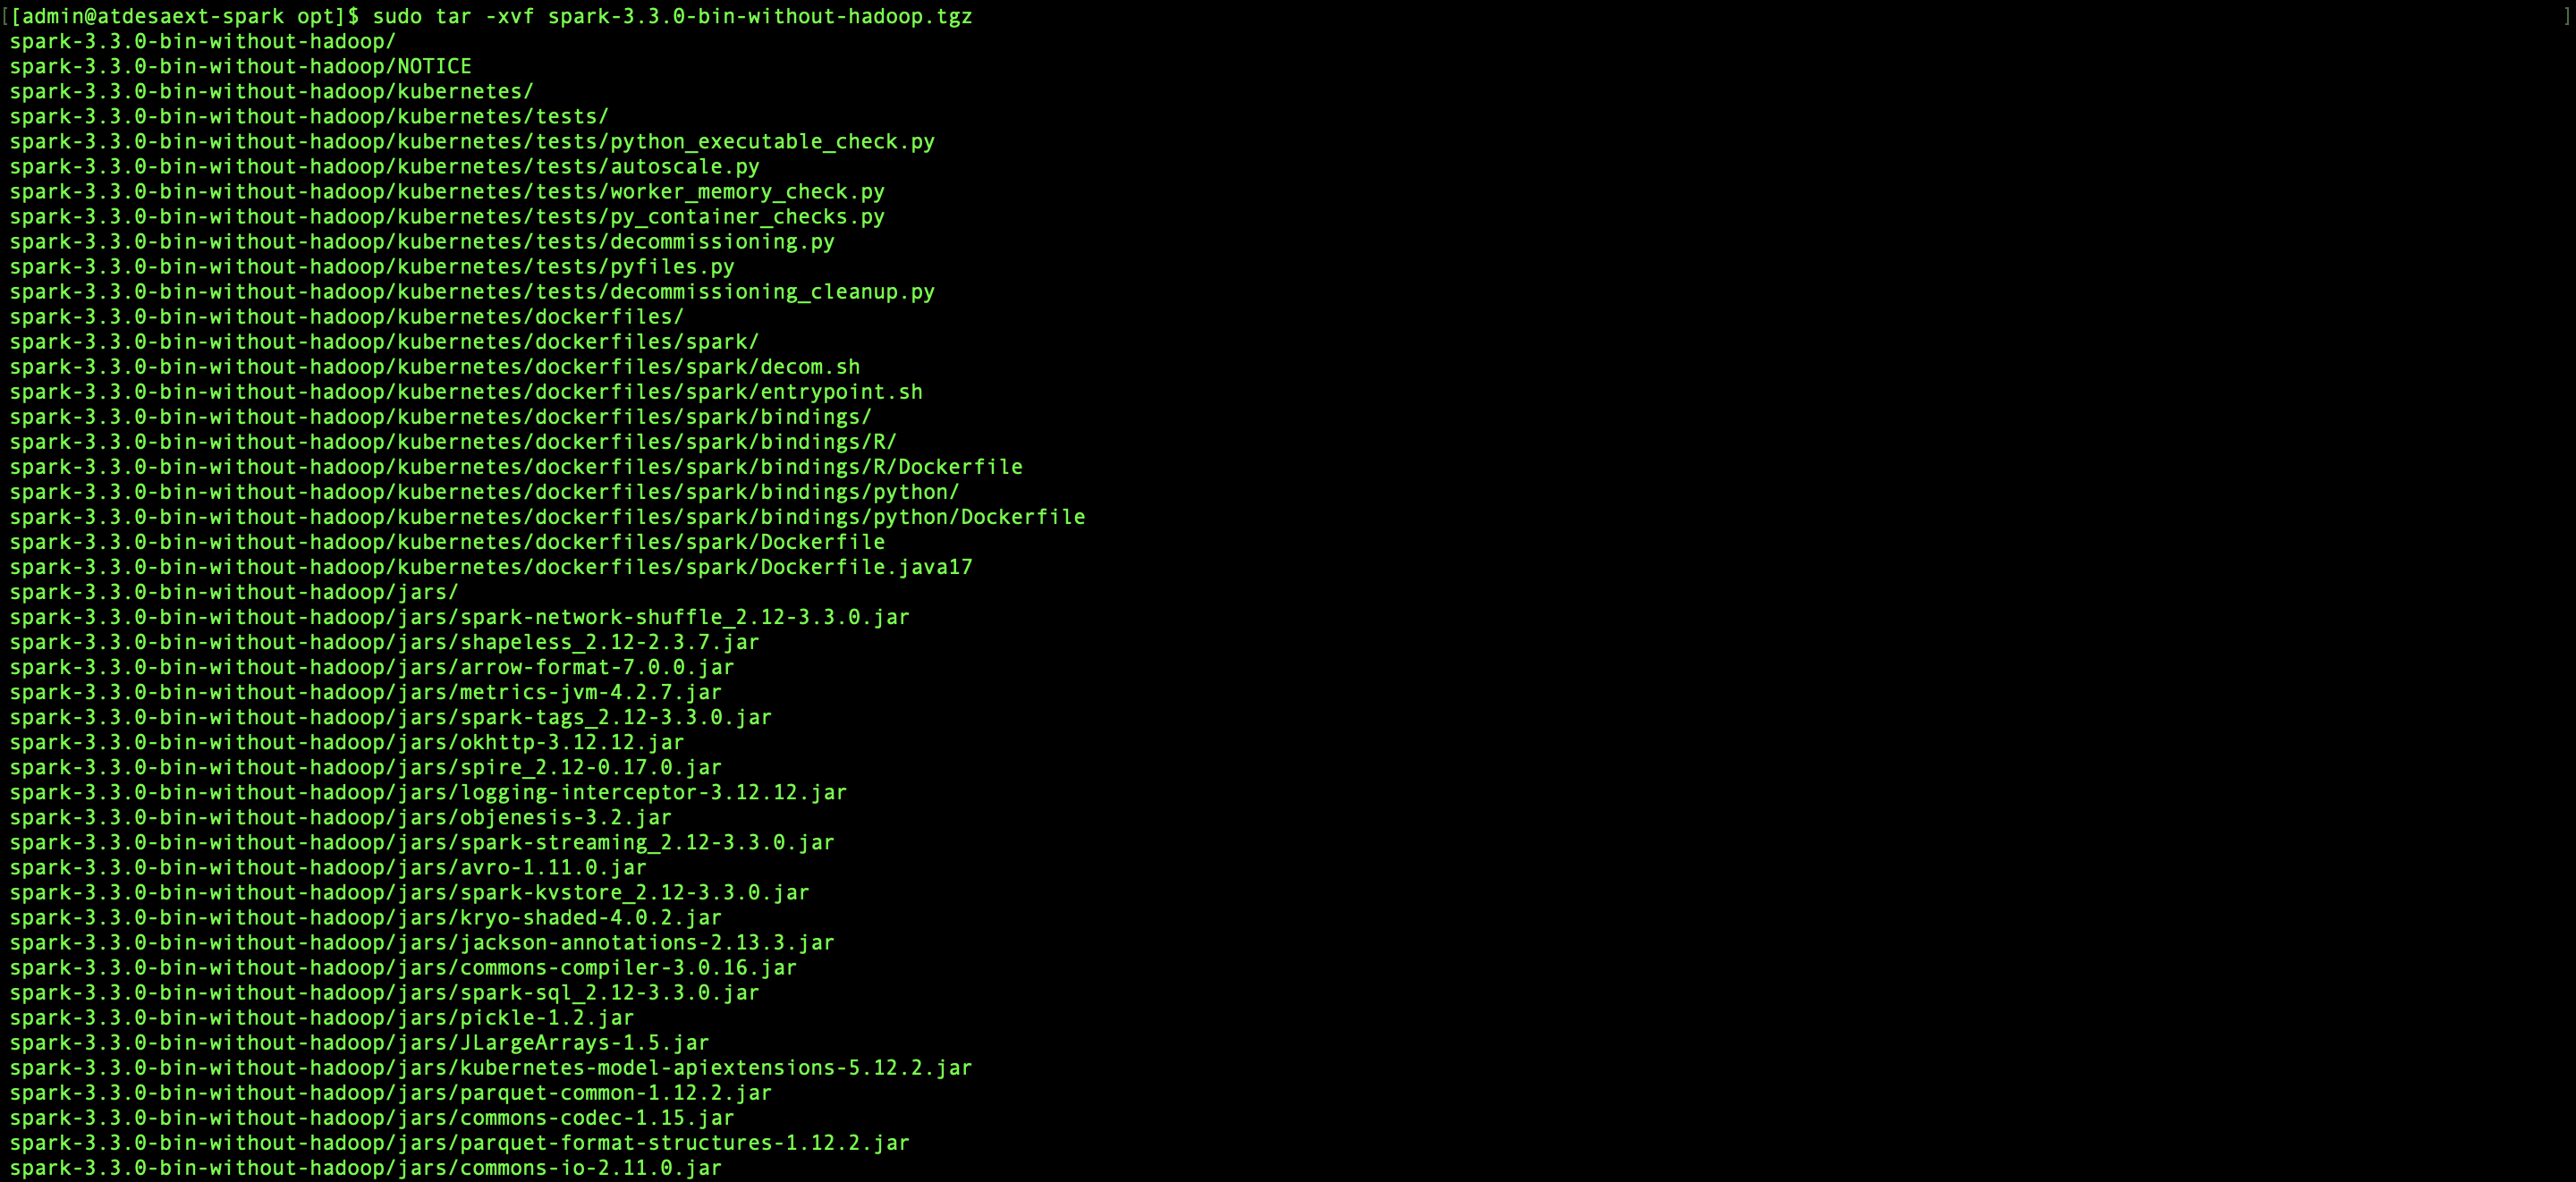 [[admin@atdesaext-spark opt]$ sudo tar -xvf spark-3.3.0-bin-without-hadoop.tgz ]
spark-3.3.0-bin-without-hadoop/
spark-3.3.0-bin-without-hadoop/NOTICE
spark-3.3.0-bin-without-hadoop/kubernetes/
spark-3.3.0-bin-without-hadoop/kubernetes/tests/
spark-3.3.0-bin-without-hadoop/kubernetes/tests/python_executable_check.py
spark-3.3.0-bin-without-hadoop/kubernetes/tests/autoscale.py
spark-3.3.0-bin-without-hadoop/kubernetes/tests/worker_memory_check.py
spark-3.3.0-bin-without-hadoop/kubernetes/tests/py_container_checks.py
spark-3.3.0-bin-without-hadoop/kubernetes/tests/decommissioning.py
spark-3.3.0-bin-without-hadoop/kubernetes/tests/pyfiles.py
spark-3.3.0-bin-without-hadoop/kubernetes/tests/decommissioning_cleanup.py
spark-3.3.0-bin-without-hadoop/kubernetes/dockerfiles/
spark-3.3.0-bin-without-hadoop/kubernetes/dockerfiles/spark/
spark-3.3.0-bin-without-hadoop/kubernetes/dockerfiles/spark/decom.sh
spark-3.3.0-bin-without-hadoop/kubernetes/dockerfiles/spark/entrypoint.sh
spark-3.3.0-bin-without-hadoop/kubernetes/dockerfiles/spark/bindings/
spark-3.3.0-bin-without-hadoop/kubernetes/dockerfiles/spark/bindings/R/
spark-3.3.0-bin-without-hadoop/kubernetes/dockerfiles/spark/bindings/R/Dockerfile
spark-3.3.0-bin-without-hadoop/kubernetes/dockerfiles/spark/bindings/python/
spark-3.3.0-bin-without-hadoop/kubernetes/dockerfiles/spark/bindings/python/Dockerfile
spark-3.3.0-bin-without-hadoop/kubernetes/dockerfiles/spark/Dockerfile
spark-3.3.0-bin-without-hadoop/kubernetes/dockerfiles/spark/Dockerfile.java17
spark-3.3.0-bin-without-hadoop/jars/
spark-3.3.0-bin-without-hadoop/jars/spark-network-shuffle_2.12-3.3.0.jar
spark-3.3.0-bin-without-hadoop/jars/shapeless_2.12-2.3.7.jar
spark-3.3.0-bin-without-hadoop/jars/arrow-format-7.0.0.jar
spark-3.3.0-bin-without-hadoop/jars/metrics-jvm-4.2.7.jar
spark-3.3.0-bin-without-hadoop/jars/spark-tags_2.12-3.3.0.jar
spark-3.3.0-bin-without-hadoop/jars/okhttp-3.12.12.jar
spark-3.3.0-bin-without-hadoop/jars/spire_2.12-0.17.0.jar
spark-3.3.0-bin-without-hadoop/jars/logging-interceptor-3.12.12.jar
spark-3.3.0-bin-without-hadoop/jars/objenesis-3.2.jar
spark-3.3.0-bin-without-hadoop/jars/spark-streaming_2.12-3.3.0.jar
spark-3.3.0-bin-without-hadoop/jars/avro-1.11.0.jar
spark-3.3.0-bin-without-hadoop/jars/spark-kvstore_2.12-3.3.0.jar
spark-3.3.0-bin-without-hadoop/jars/kryo-shaded-4.0.2.jar
spark-3.3.0-bin-without-hadoop/jars/jackson-annotations-2.13.3.jar
spark-3.3.0-bin-without-hadoop/jars/commons-compiler-3.0.16.jar
spark-3.3.0-bin-without-hadoop/jars/spark-sql_2.12-3.3.0.jar
spark-3.3.0-bin-without-hadoop/jars/pickle-1.2.jar
spark-3.3.0-bin-without-hadoop/jars/JLargeArrays-1.5.jar
spark-3.3.0-bin-without-hadoop/jars/kubernetes-model-apiextensions-5.12.2.jar
spark-3.3.0-bin-without-hadoop/jars/parquet-common-1.12.2.jar
spark-3.3.0-bin-without-hadoop/jars/commons-codec-1.15.jar
spark-3.3.0-bin-without-hadoop/jars/parquet-format-structures-1.12.2.jar
spark-3.3.0-bin-without-hadoop/jars/commons-io-2.11.0.jar